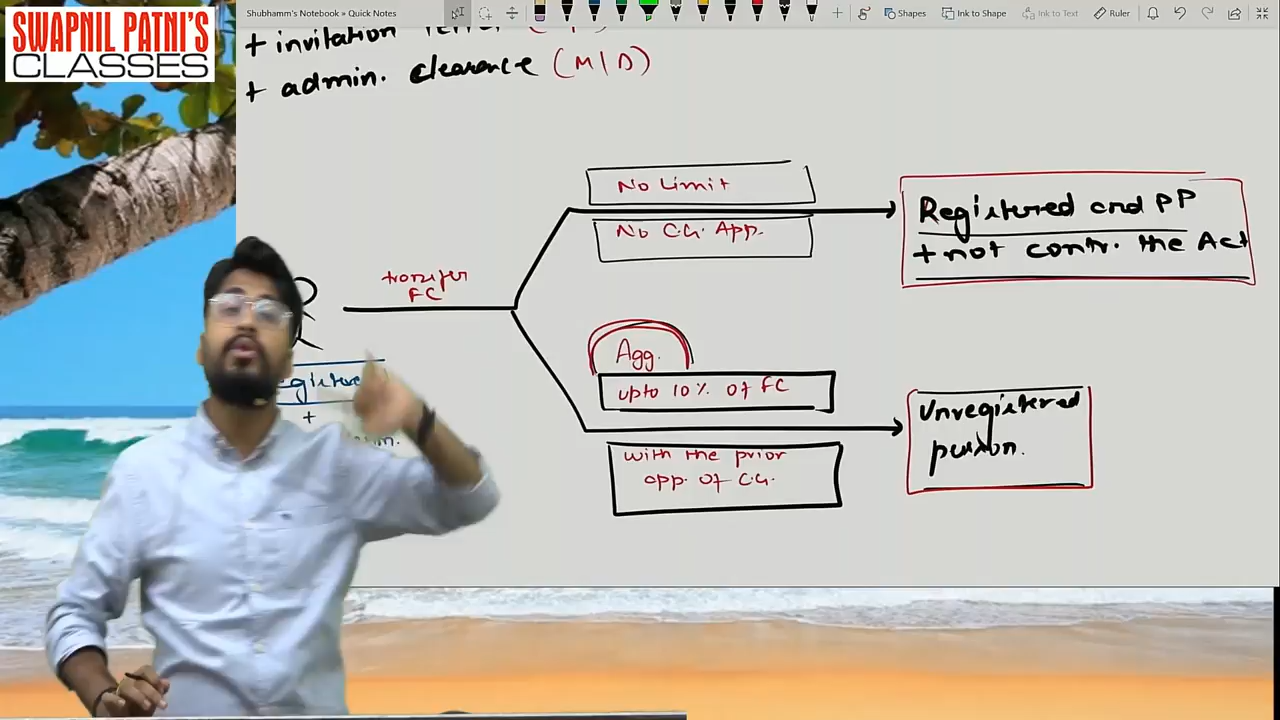 SWAPNIL PATNI'S
CLASSES
Shubhamm's Notebook » Quick Notes
Shapes
Ink to Shape
Ink to Text
Ruler
+ invitation
+ admin. clearance (M/D)
No Limit
No C.G. App.
Registered and PP
+ not contr. the Act
transfer
FC
Agg.
upto 10% of FC
with the prior
app. of C.G.
Unregistered
person.
+